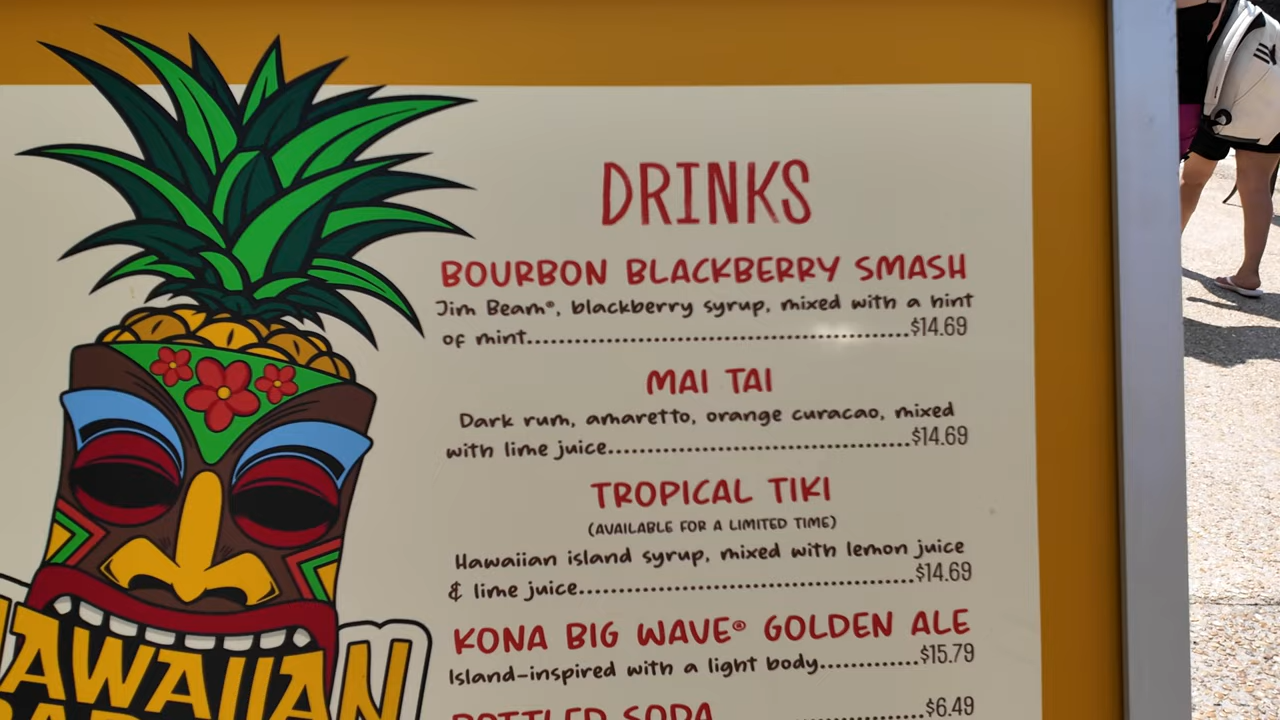 DRINKS
BOURBON BLACKBERRY SMASH
Jim Beam®, blackberry syrup, mixed with a hint
of mint.......................................................$14.69
MAI TAI
Dark rum, amaretto, orange curacao, mixed
with lime juice...........................................$14.69
TROPICAL TIKI
(AVAILABLE FOR A LIMITED TIME)
Hawaiian island syrup, mixed with lemon juice
& lime juice................................................$14.69
KONA BIG WAVE® GOLDEN ALE
Island-inspired with a light body..............$15.79
BOTTLED SODA..............................$6.49
AWAIIAN